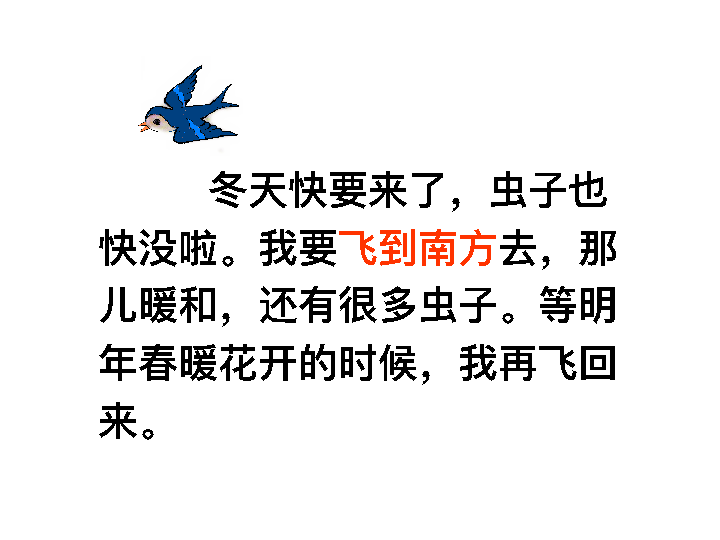 冬天快要来了，虫子也
快没啦。我要飞到南方去，那
儿暖和，还有很多虫子。等明
年春暖花开的时候，我再飞回
来。